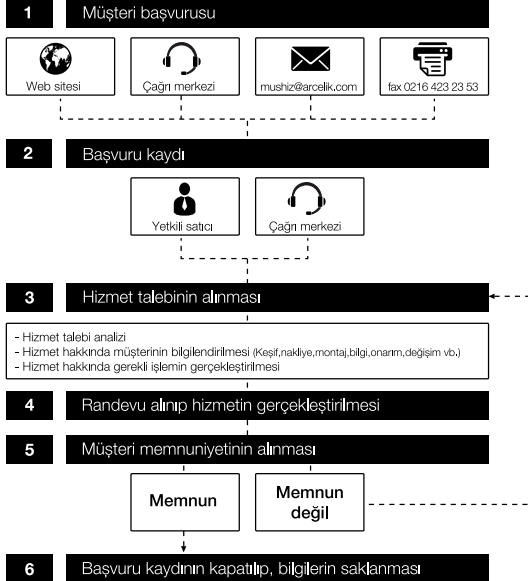 1 Müşteri başvurusu
Web sitesi
Çağrı merkezi
mushiz@arcelik.com
fax 0216 423 23 53
2 Başvuru kaydı
Yetkili satıcı
Çağrı merkezi
3 Hizmet talebinin alınması
- Hizmet talebi analizi
- Hizmet hakkında müşterinin bilgilendirilmesi (Keşif,nakliye,montaj,bilgi,onarım,değişim vb.)
- Hizmet hakkında gerekli işlemin gerçekleştirilmesi
4 Randevu alınıp hizmetin gerçekleştirilmesi
5 Müşteri memnuniyetinin alınması
Memnun
Memnun
değil
6 Başvuru kaydının kapatılıp, bilgilerin saklanması